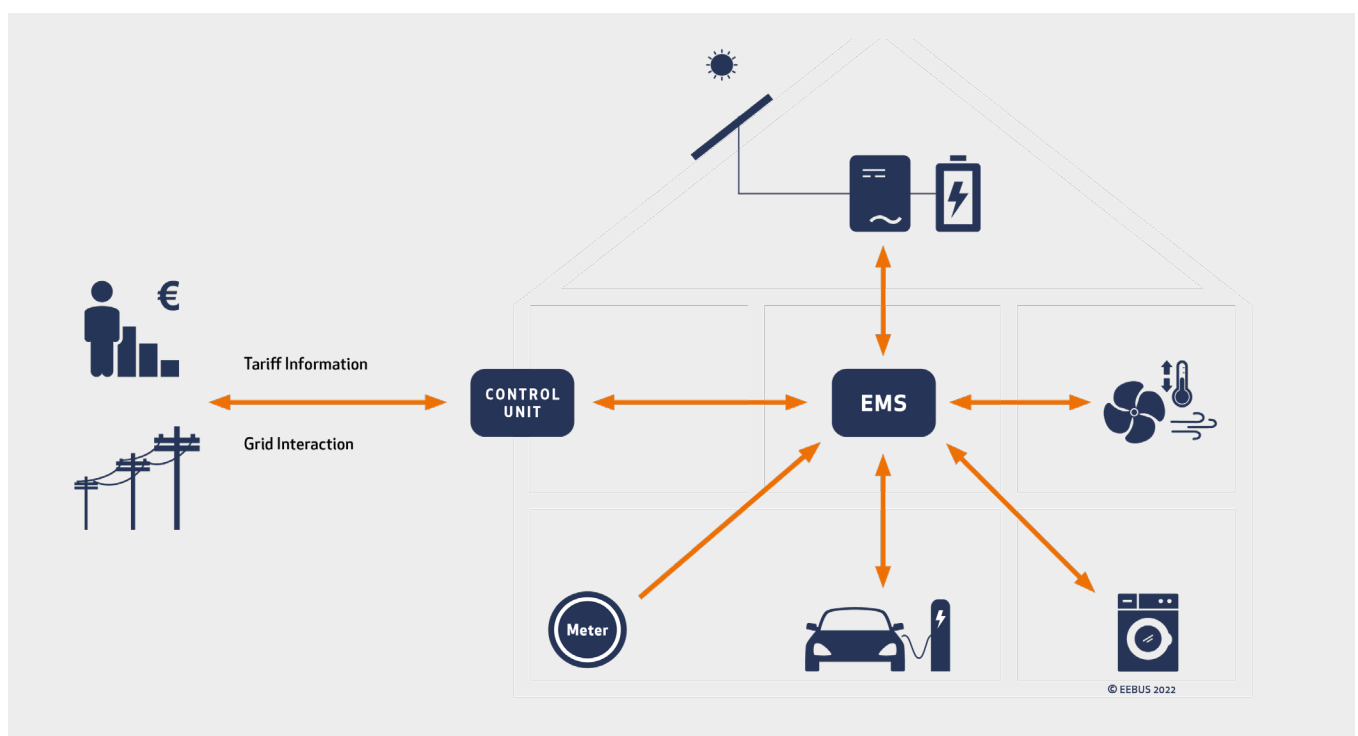 €
Tariff Information
CONTROL
UNIT
EMS
Grid Interaction
Meter
© EEBUS 2022